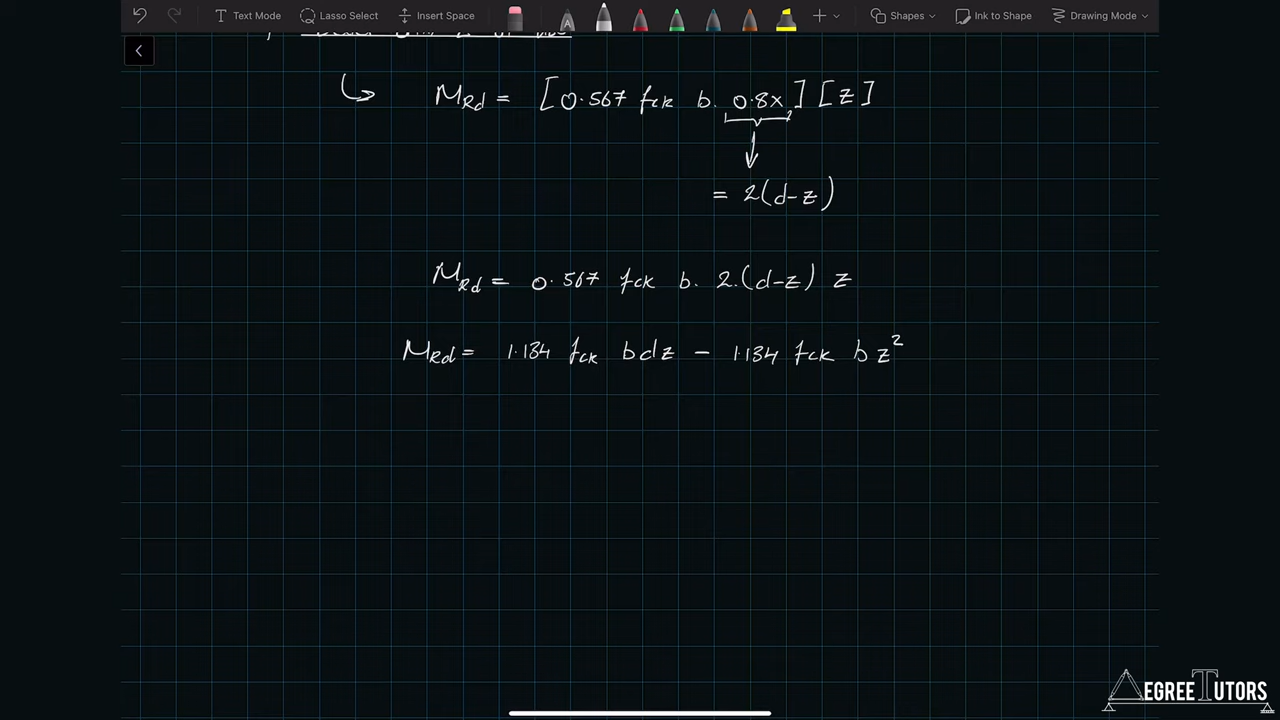 Text Mode Lasso Select Insert Space Shapes Ink to Shape Drawing Mode
MRd = [0.567 fck b. 0.8x] [z]
= 2(d-z)
MRd = 0.567 fck b. 2.(d-z) z
MRd = 1.134 fck bdz - 1.134 fck bz²
DEGREE TUTORS